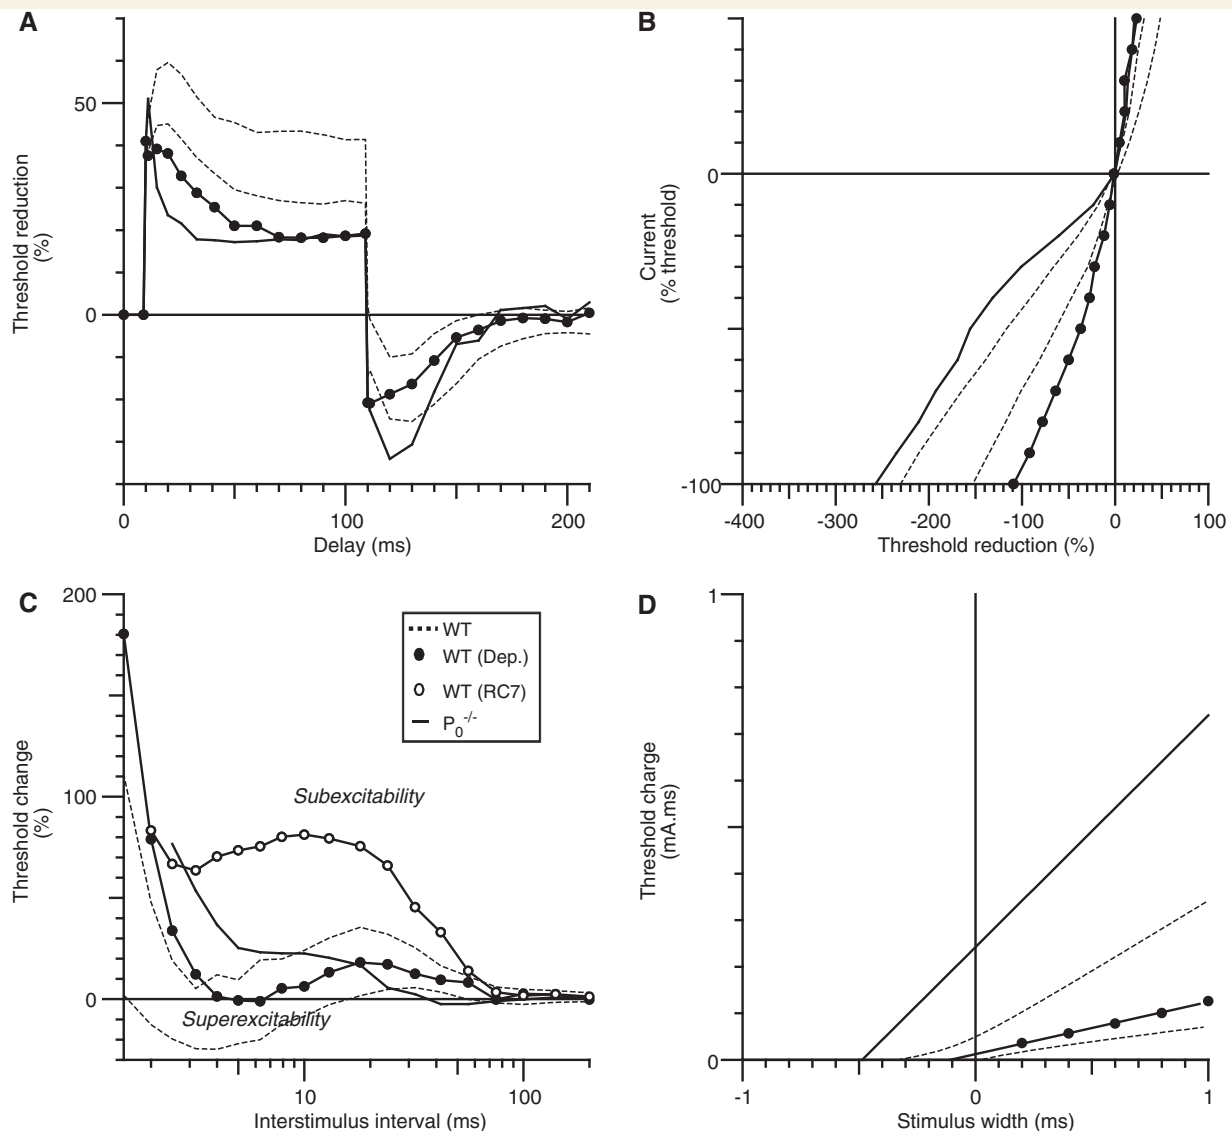 A
50
0
Threshold reduction
(%)
0
100
200
Delay (ms)
B
0
-100
Current
(% threshold)
-400
-300
-200
-100
0
100
Threshold reduction (%)
C
200
100
0
Threshold change
(%)
WT
WT (Dep.)
WT (RC7)
P0-/-
Subexcitability
Superexcitability
10
100
Interstimulus interval (ms)
D
1
0
Threshold charge
(mA.ms)
-1
0
1
Stimulus width (ms)